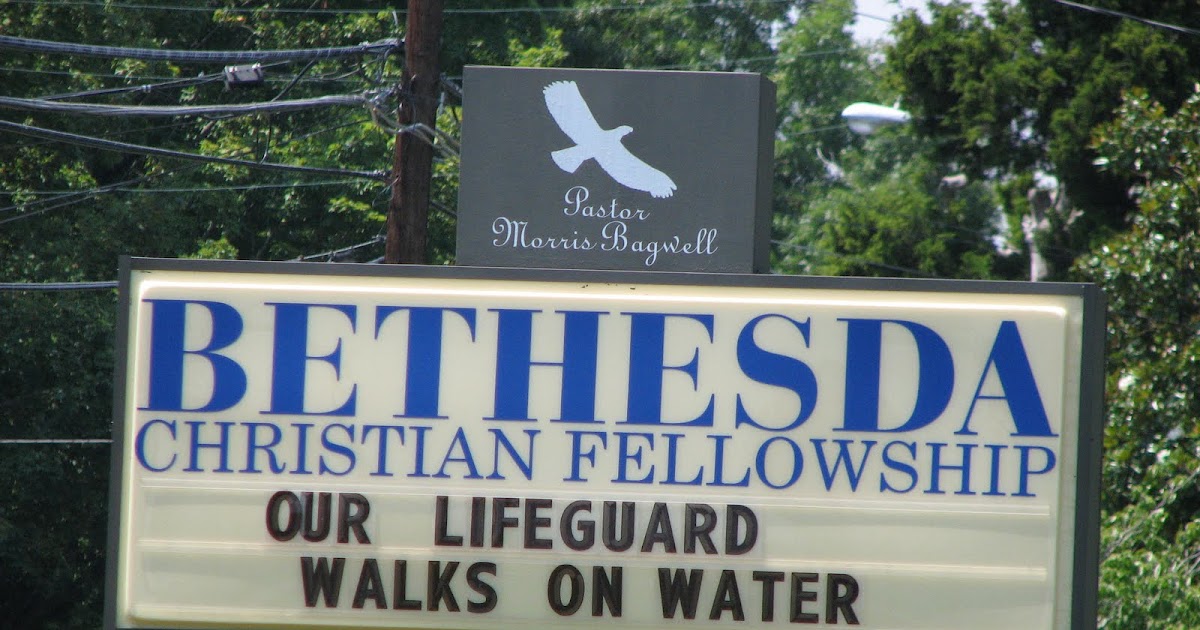 Pastor
Morris Bagwell
BETHESDA
CHRISTIAN FELLOWSHIP
OUR LIFEGUARD
WALKS ON WATER